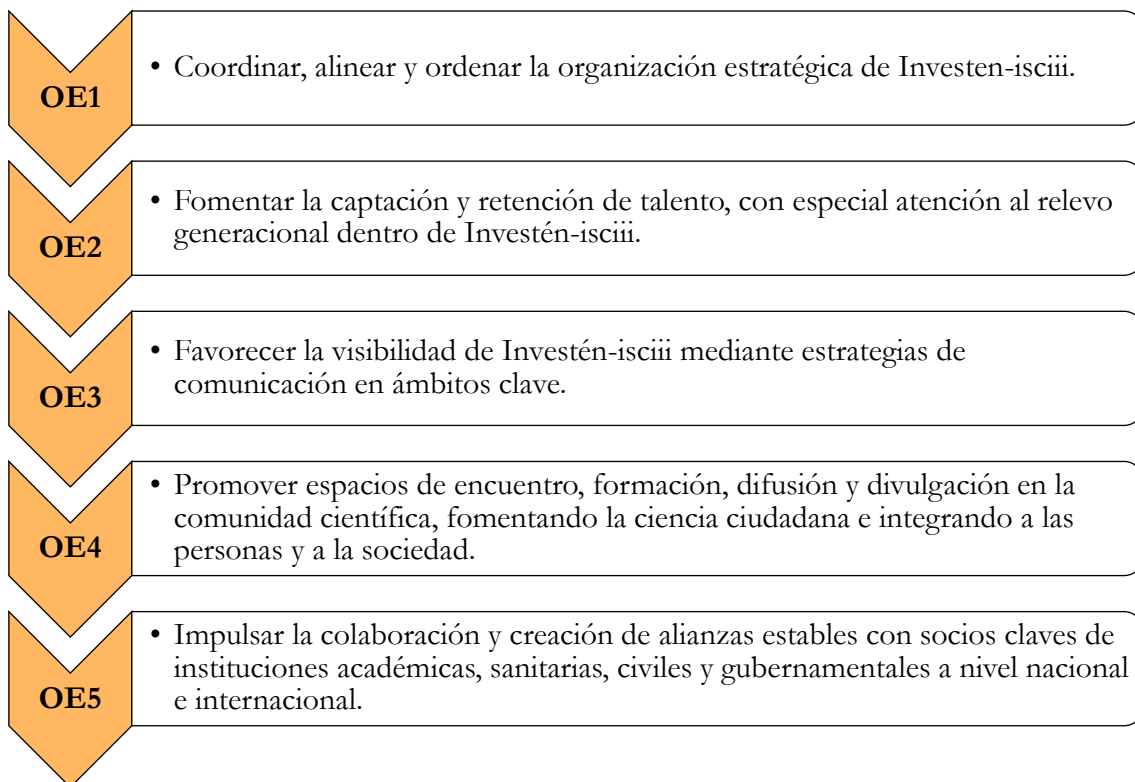 OE1
• Coordinar, alinear y ordenar la organización estratégica de Investen-isciii.
OE2
• Fomentar la captación y retención de talento, con especial atención al relevo
generacional dentro de Investén-isciii.
OE3
• Favorecer la visibilidad de Investén-isciii mediante estrategias de
comunicación en ámbitos clave.
OE4
• Promover espacios de encuentro, formación, difusión y divulgación en la
comunidad científica, fomentando la ciencia ciudadana e integrando a las
personas y a la sociedad.
OE5
• Impulsar la colaboración y creación de alianzas estables con socios claves de
instituciones académicas, sanitarias, civiles y gubernamentales a nivel nacional
e internacional.